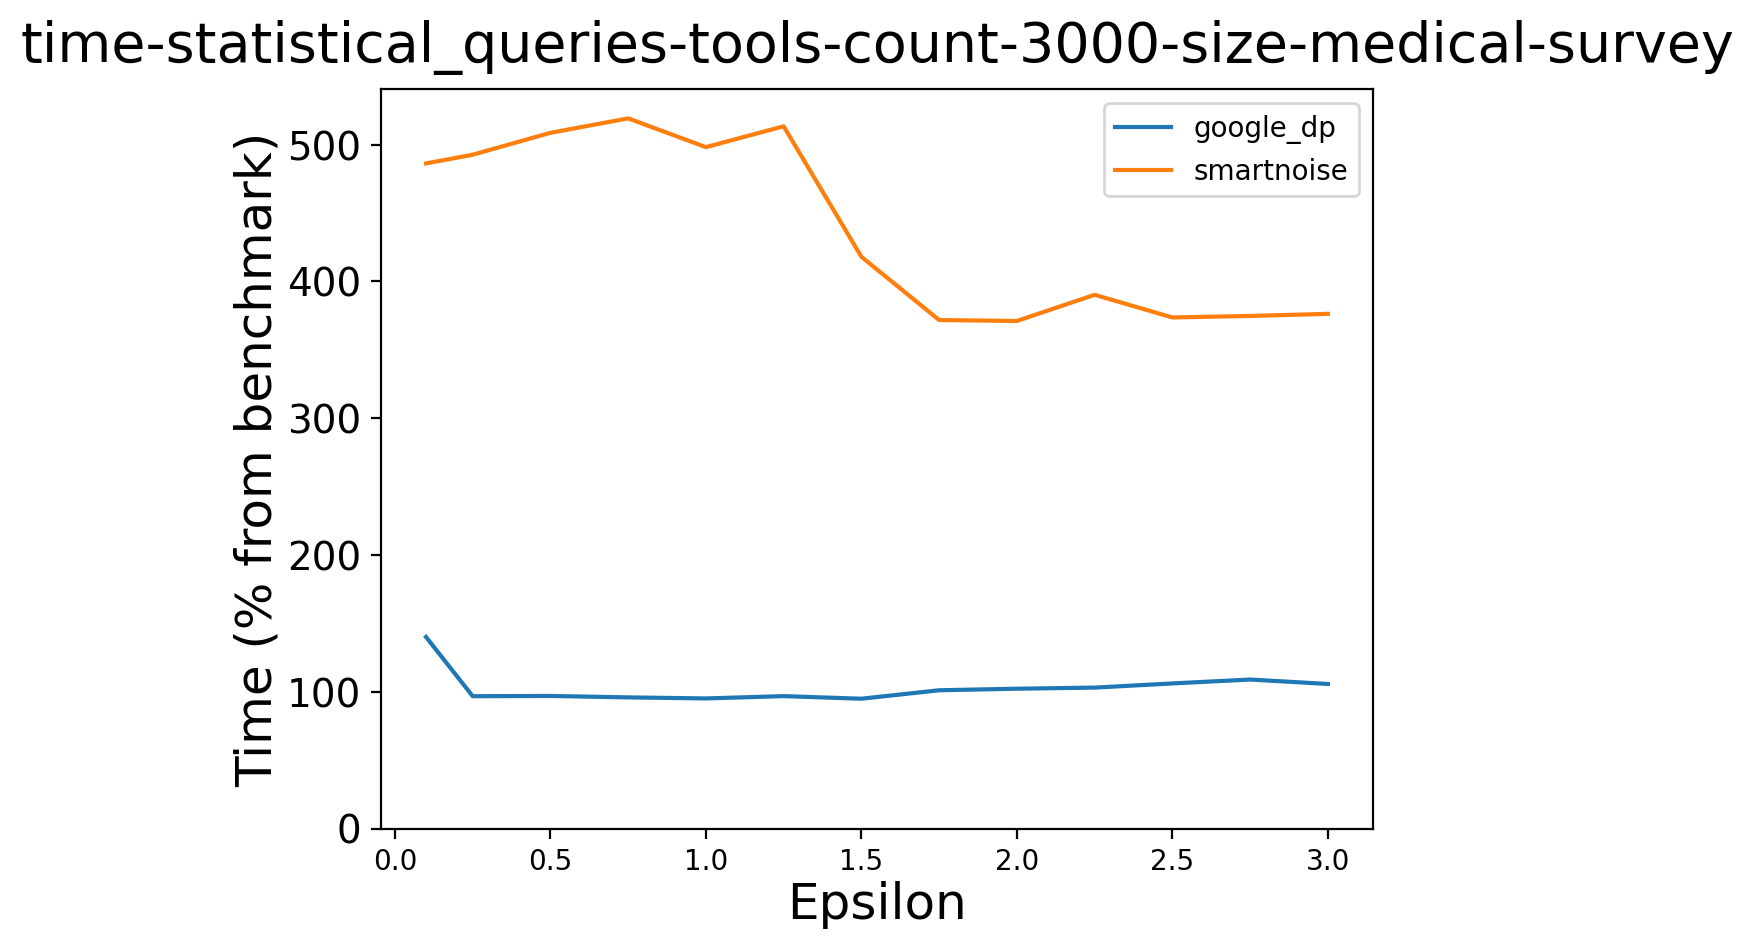 time-statistical_queries-tools-count-3000-size-medical-survey
google_dp
smartnoise
Time (% from benchmark)
500
400
300
200
100
0
0.0 0.5 1.0 1.5 2.0 2.5 3.0
Epsilon